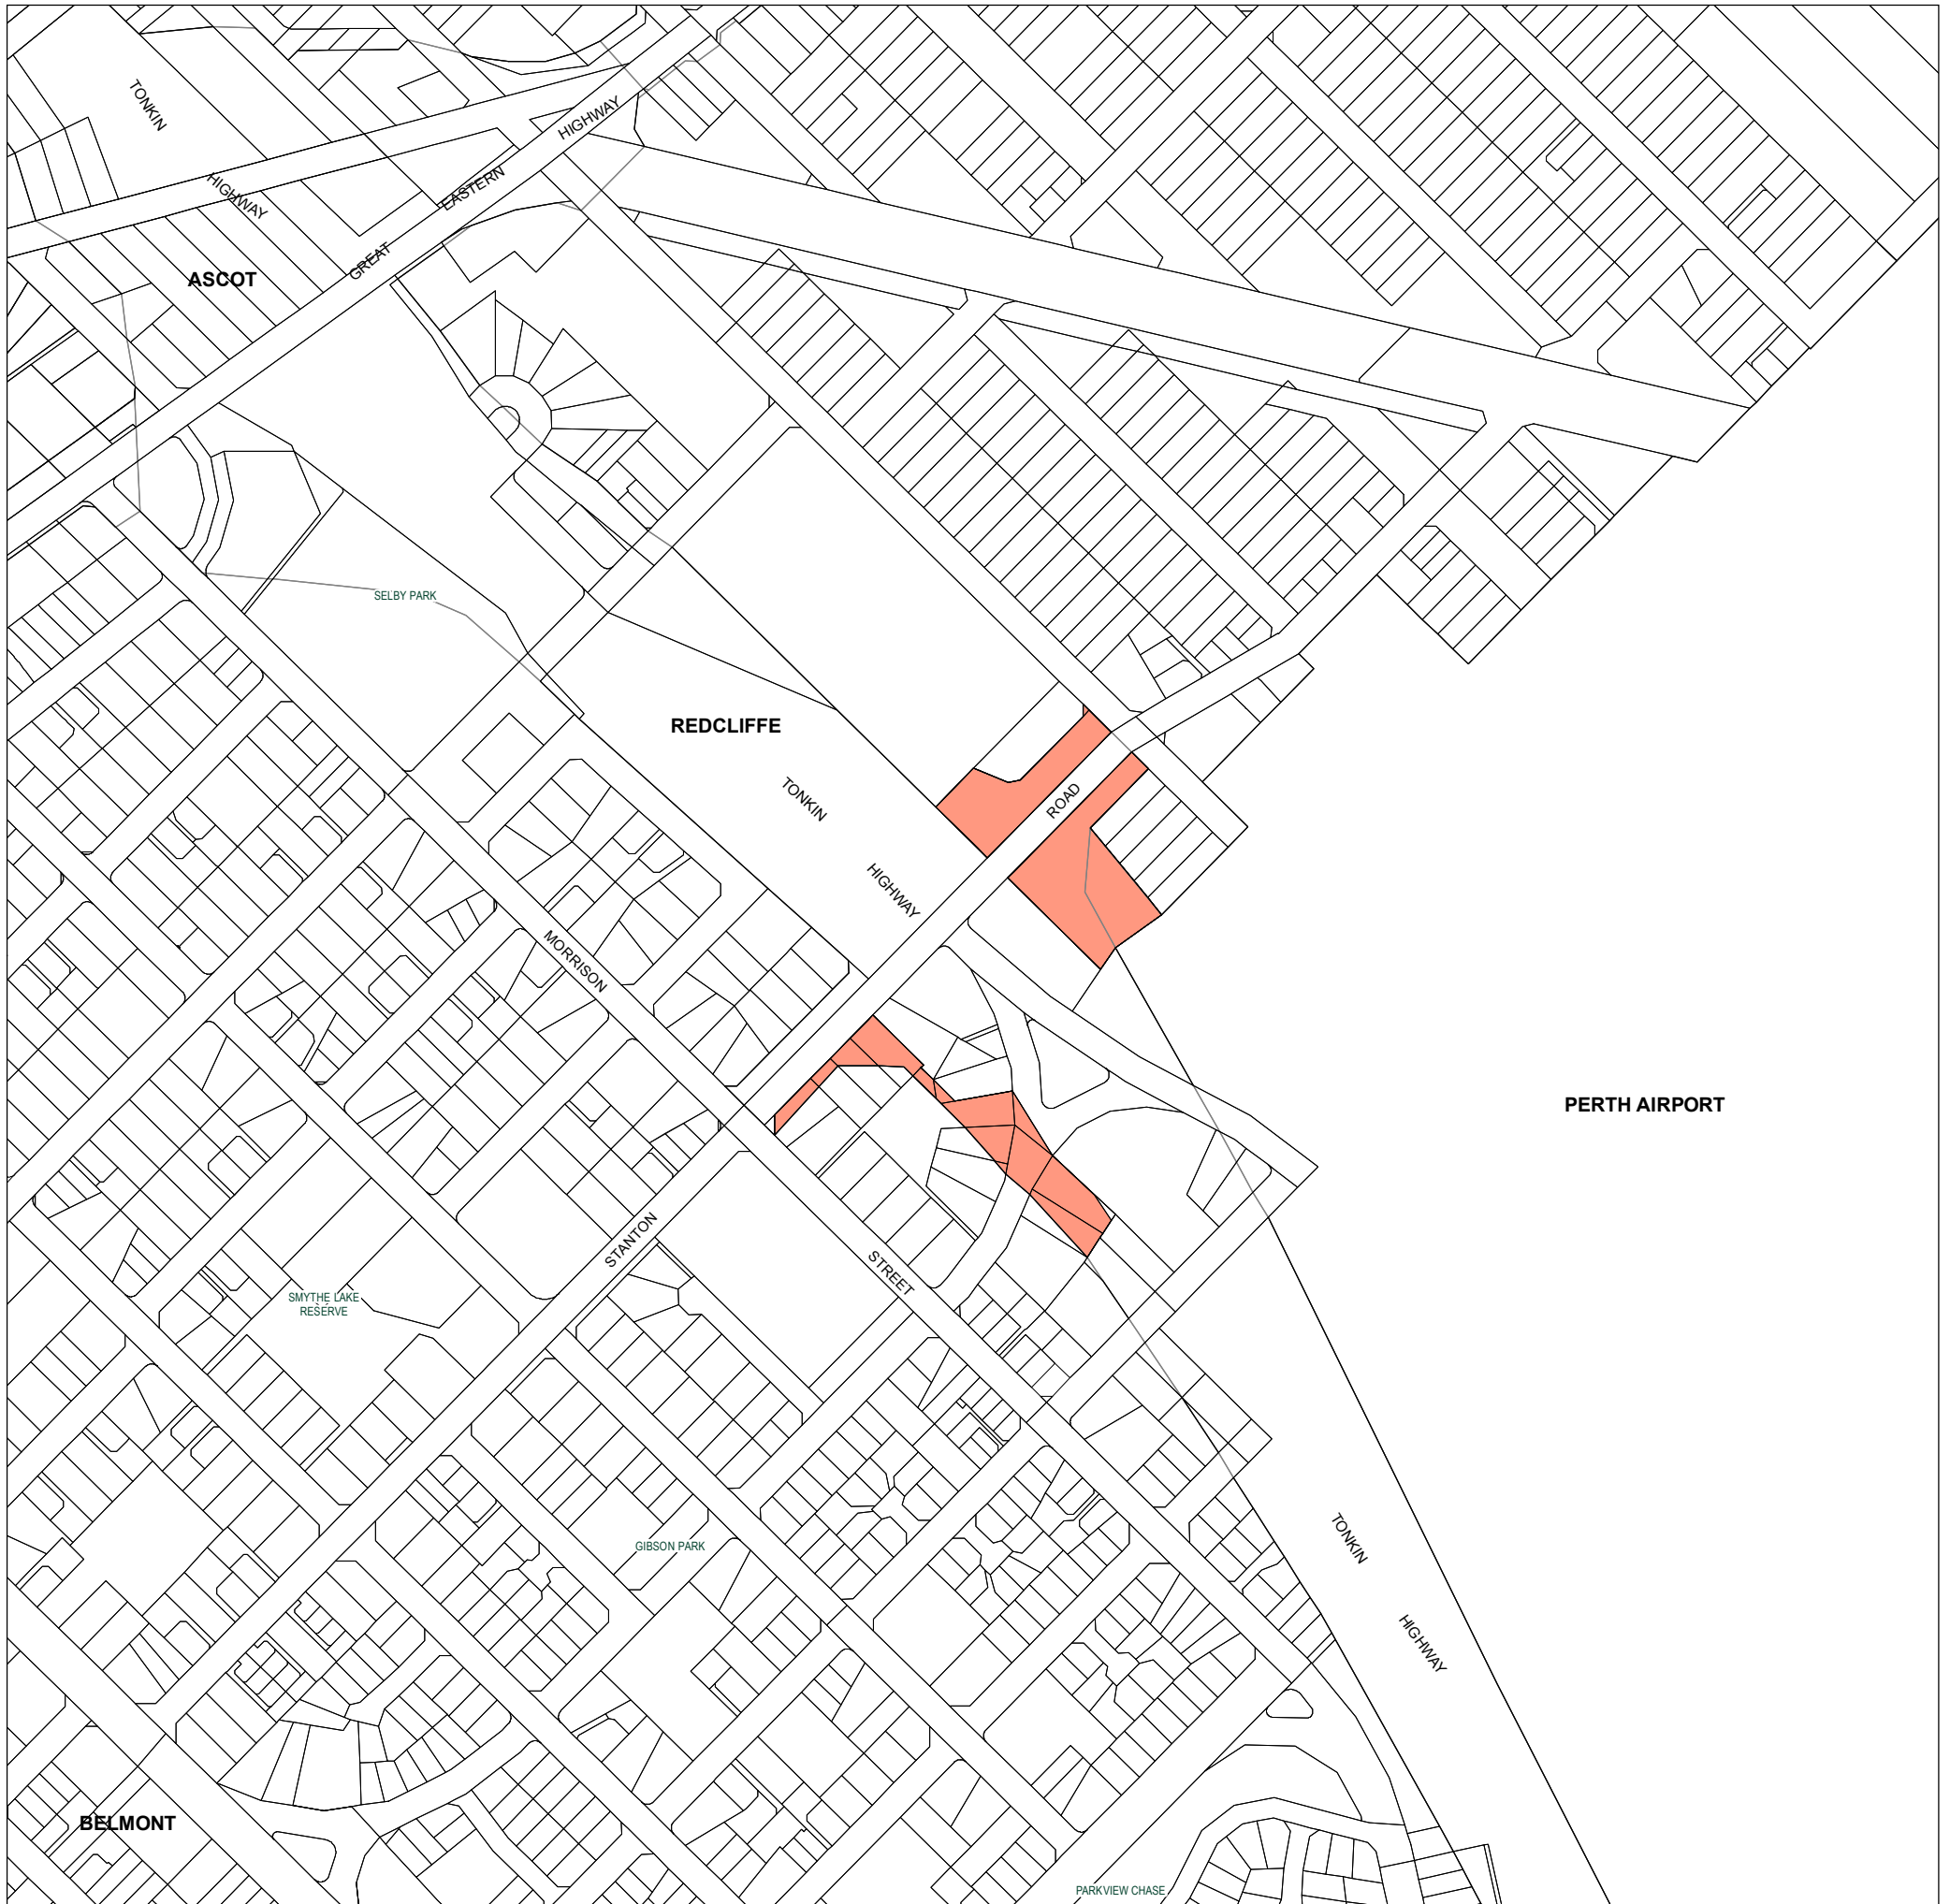 TONKIN
HIGHWAY
HIGHWAY
EASTERN
GREAT
ASCOT
SELBY PARK
REDCLIFFE
TONKIN
ROAD
HIGHWAY
MORRISON
PERTH AIRPORT
STANTON
STREET
SMYTHE LAKE
RESERVE
GIBSON PARK
TONKIN
HIGHWAY
BELMONT
PARKVIEW CHASE